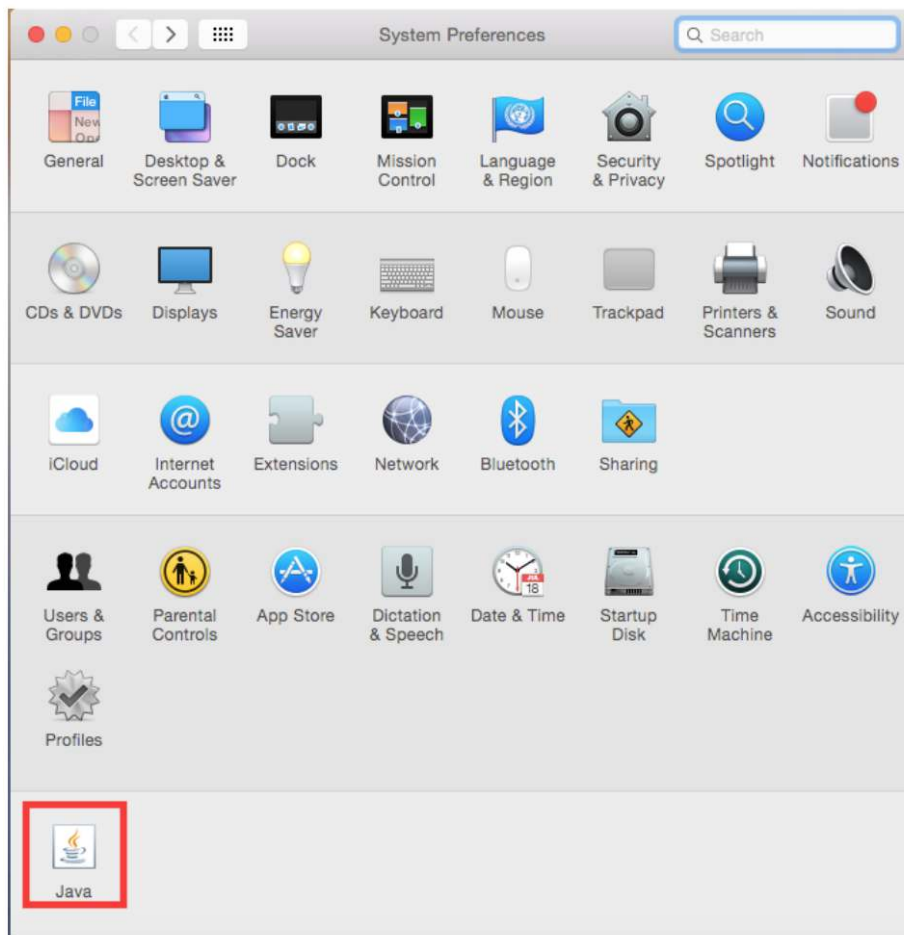 System Preferences
Search
File
New
Ope
General
Desktop &
Screen Saver
Dock
Mission
Control
Language
& Region
Security
& Privacy
Spotlight
Notifications
CDs & DVDs
Displays
Energy
Saver
Keyboard
Mouse
Trackpad
Printers &
Scanners
Sound
iCloud
@
Internet
Accounts
Extensions
Network
Bluetooth
Sharing
Users &
Groups
Parental
Controls
App Store
Dictation
& Speech
JUL
18
Date & Time
Startup
Disk
Time
Machine
Accessibility
Profiles
Java